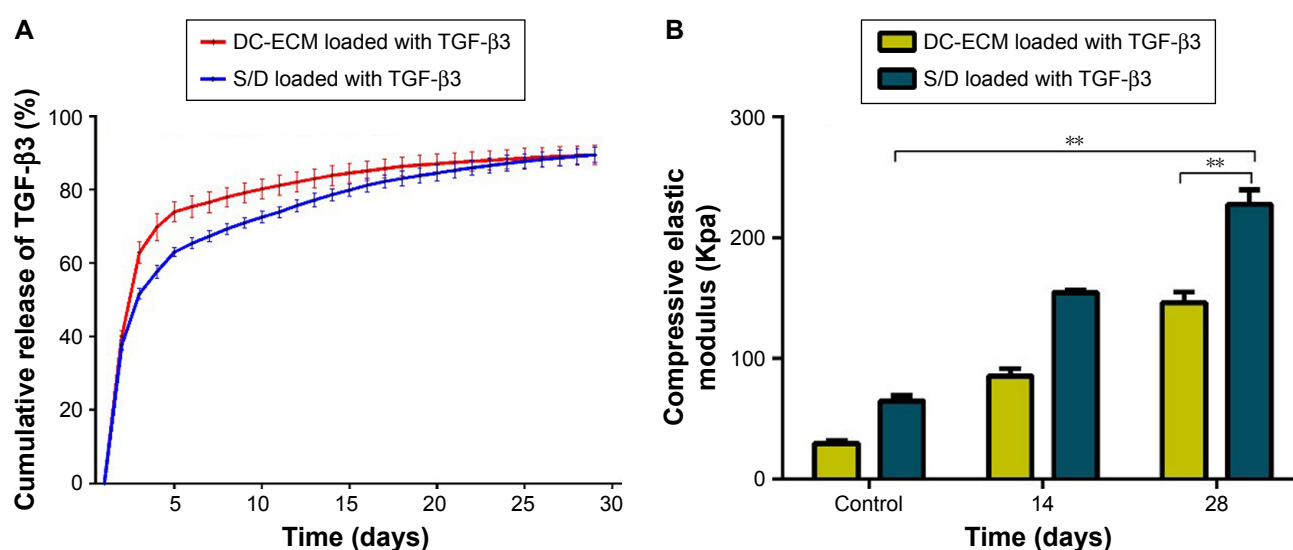 A
DC-ECM loaded with TGF-β3
S/D loaded with TGF-β3
Cumulative release of TGF-β3 (%)
100
80
60
40
20
0
5
10
15
20
25
30
Time (days)
B
DC-ECM loaded with TGF-β3
S/D loaded with TGF-β3
Compressive elastic
modulus (Kpa)
300
200
100
0
**
**
Control
14
28
Time (days)